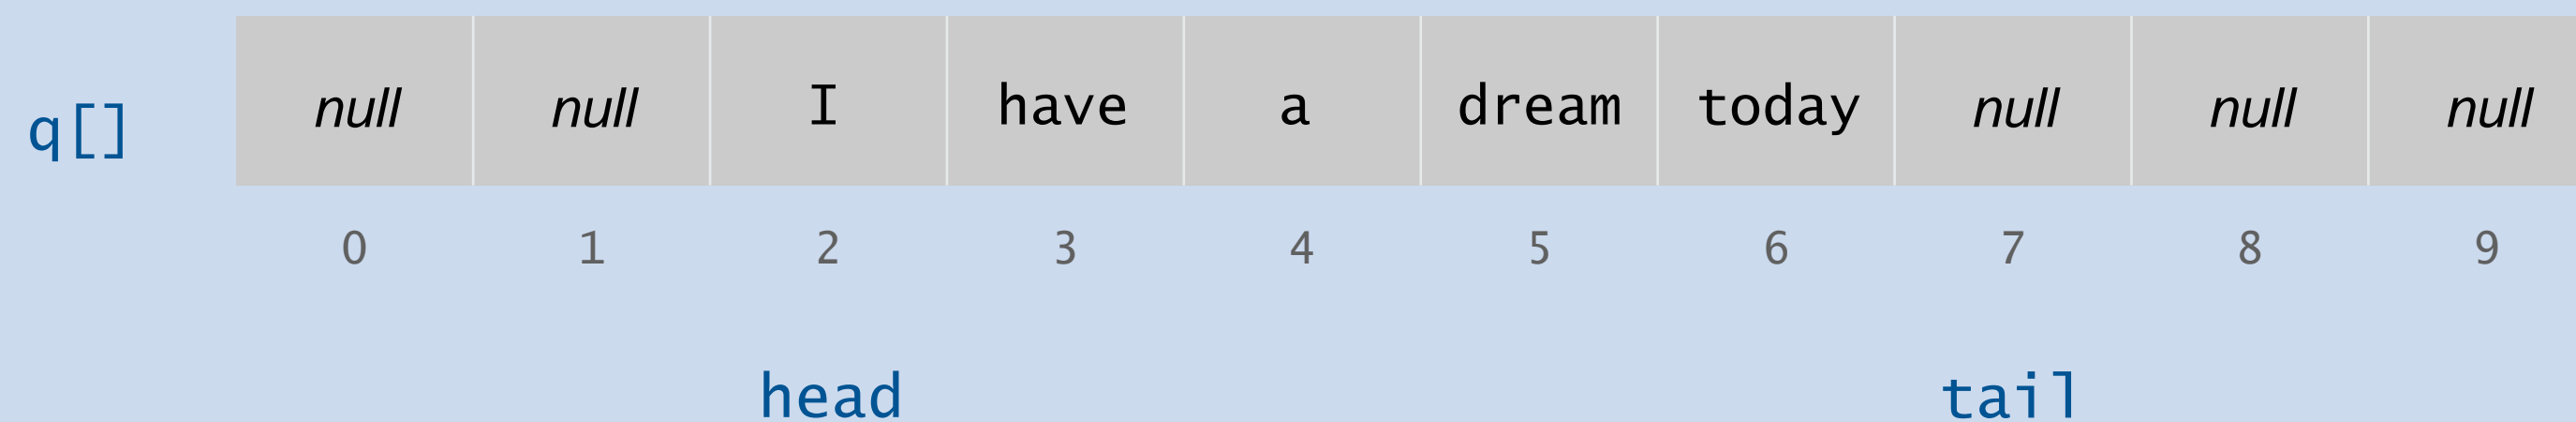 q[] null null I have a dream today null null null
0 1 2 3 4 5 6 7 8 9
head tail